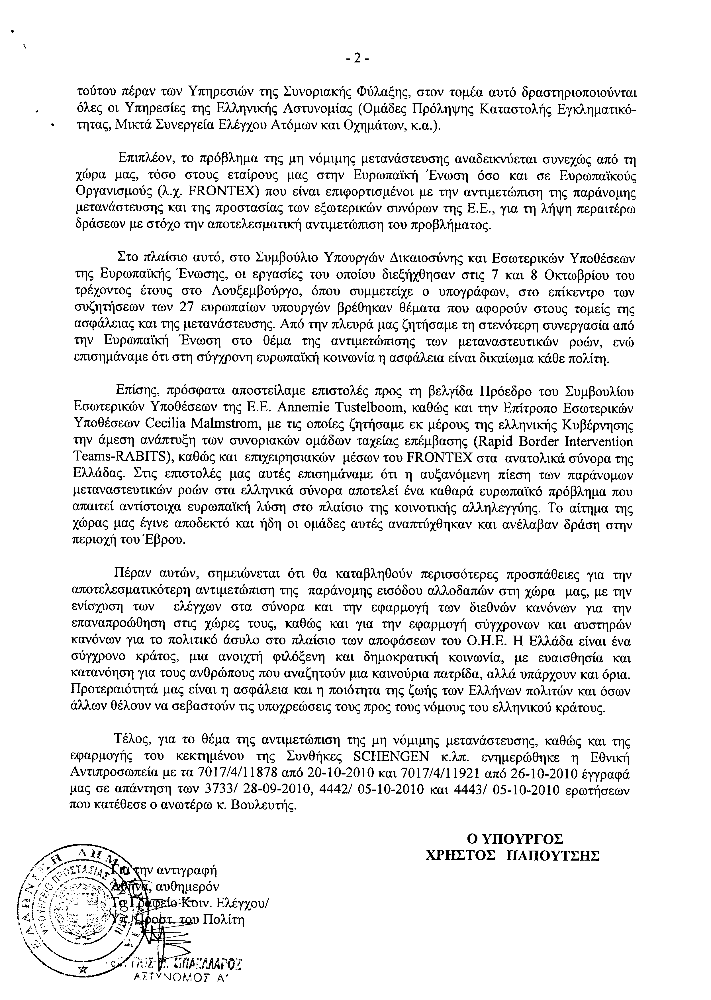 - 2 -
τούτου πέραν των Υπηρεσιών της Συνοριακής Φύλαξης, στον τομέα αυτό δραστηριοποιούνται
όλες οι Υπηρεσίες της Ελληνικής Αστυνομίας (Ομάδες Πρόληψης Καταστολής Εγκληματικό-
τητας, Μικτά Συνεργεία Ελέγχου Ατόμων και Οχημάτων, κ.α.).
Επιπλέον, το πρόβλημα της μη νόμιμης μετανάστευσης αναδεικνύεται συνεχώς από τη
χώρα μας, τόσο στους εταίρους μας στην Ευρωπαϊκή Ένωση όσο και σε Ευρωπαϊκούς
Οργανισμούς (λ.χ. FRONTEX) που είναι επιφορτισμένοι με την αντιμετώπιση της παράνομης
μετανάστευσης και της προστασίας των εξωτερικών συνόρων της Ε.Ε., για τη λήψη περαιτέρω
δράσεων με στόχο την αποτελεσματική αντιμετώπιση του προβλήματος.
Στο πλαίσιο αυτό, στο Συμβούλιο Υπουργών Δικαιοσύνης και Εσωτερικών Υποθέσεων
της Ευρωπαϊκής Ένωσης, οι εργασίες του οποίου διεξήχθησαν στις 7 και 8 Οκτωβρίου του
τρέχοντος έτους στο Λουξεμβούργο, όπου συμμετείχε ο υπογράφων, στο επίκεντρο των
συζητήσεων των 27 ευρωπαίων υπουργών βρέθηκαν θέματα που αφορούν στους τομείς της
ασφάλειας και της μετανάστευσης. Από την πλευρά μας ζητήσαμε τη στενότερη συνεργασία από
την Ευρωπαϊκή Ένωση στο θέμα της αντιμετώπισης των μεταναστευτικών ροών, ενώ
επισημάναμε ότι στη σύγχρονη ευρωπαϊκή κοινωνία η ασφάλεια είναι δικαίωμα κάθε πολίτη.
Επίσης, πρόσφατα αποστείλαμε επιστολές προς τη βελγίδα Πρόεδρο του Συμβουλίου
Εσωτερικών Υποθέσεων της Ε.Ε. Annemie Tustelboom, καθώς και την Επίτροπο Εσωτερικών
Υποθέσεων Cecilia Malmstrom, με τις οποίες ζητήσαμε εκ μέρους της ελληνικής Κυβέρνησης
την άμεση ανάπτυξη των συνοριακών ομάδων ταχείας επέμβασης (Rapid Border Intervention
Teams-RABITS), καθώς και επιχειρησιακών μέσων του FRONTEX στα ανατολικά σύνορα της
Ελλάδας. Στις επιστολές μας αυτές επισημάναμε ότι η αυξανόμενη πίεση των παράνομων
μεταναστευτικών ροών στα ελληνικά σύνορα αποτελεί ένα καθαρά ευρωπαϊκό πρόβλημα που
απαιτεί αντίστοιχα ευρωπαϊκή λύση στο πλαίσιο της κοινοτικής αλληλεγγύης. Το αίτημα της
χώρας μας έγινε αποδεκτό και ήδη οι ομάδες αυτές αναπτύχθηκαν και ανέλαβαν δράση στην
περιοχή του Έβρου.
Πέραν αυτών, σημειώνεται ότι θα καταβληθούν περισσότερες προσπάθειες για την
αποτελεσματικότερη αντιμετώπιση της παράνομης εισόδου αλλοδαπών στη χώρα μας, με την
ενίσχυση των ελέγχων στα σύνορα και την εφαρμογή των διεθνών κανόνων για την
επαναπροώθηση στις χώρες τους, καθώς και για την εφαρμογή σύγχρονων και αυστηρών
κανόνων για το πολιτικό άσυλο στο πλαίσιο των αποφάσεων του Ο.Η.Ε. Η Ελλάδα είναι ένα
σύγχρονο κράτος, μια ανοιχτή φιλόξενη και δημοκρατική κοινωνία, με ευαισθησία και
κατανόηση για τους ανθρώπους που αναζητούν μια καινούρια πατρίδα, αλλά υπάρχουν και όρια.
Προτεραιότητά μας είναι η ασφάλεια και η ποιότητα της ζωής των Ελλήνων πολιτών και όσων
άλλων θέλουν να σεβαστούν τις υποχρεώσεις τους προς τους νόμους του ελληνικού κράτους.
Τέλος, για το θέμα της αντιμετώπιση της μη νόμιμης μετανάστευσης, καθώς και της
εφαρμογής του κεκτημένου της Συνθήκες SCHENGEN κ.λπ. ενημερώθηκε η Εθνική
Αντιπροσωπεία με τα 7017/4/11878 από 20-10-2010 και 7017/4/11921 από 26-10-2010 έγγραφά
μας σε απάντηση των 3733/ 28-09-2010, 4442/ 05-10-2010 και 4443/ 05-10-2010 ερωτήσεων
που κατέθεσε ο ανωτέρω κ. Βουλευτής.
Ο ΥΠΟΥΡΓΟΣ
ΧΡΗΣΤΟΣ ΠΑΠΟΥΤΣΗΣ
ΕΛΛΗΝΙΚΗ ΔΗΜΟΚΡΑΤΙΑ
ΥΠΟΥΡΓΕΙΟ ΠΡΟΣΤΑΣΙΑΣ ΤΟΥ ΠΟΛΙΤΗ
Για την αντιγραφή
Αθήνα, αυθημερόν
Το Γραφείο Κοιν. Ελέγχου/
Υπ. Προστ. του Πολίτη
ΑΣΤΥΝΟΜΟΣ Α΄